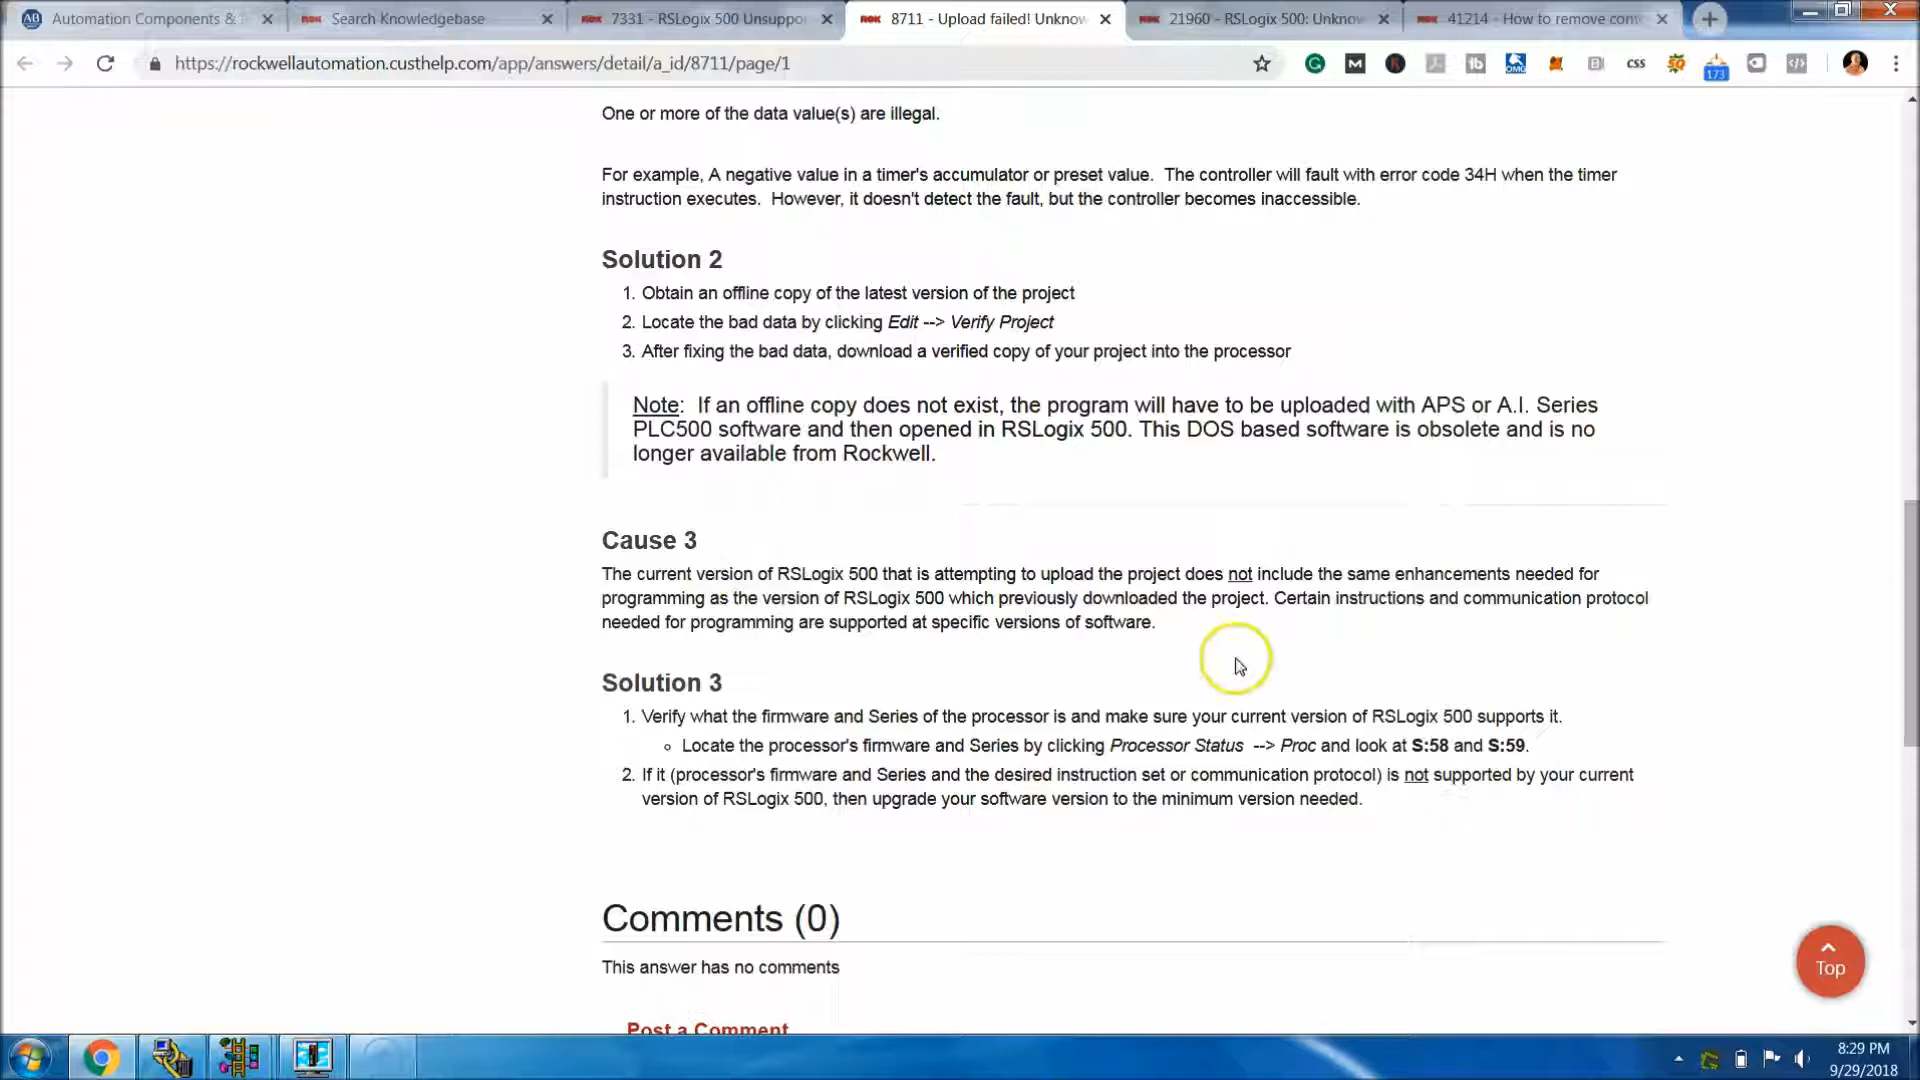 Automation Components &
Search Knowledgebase
7331 - RSLogix 500 Unsuppo
8711 - Upload failed! Unknow
21960 - RSLogix 500: Unkno
41214 - How to remove com
https://rockwellautomation.custhelp.com/app/answers/detail/a_id/8711/page/1
One or more of the data value(s) are illegal.
For example, A negative value in a timer's accumulator or preset value. The controller will fault with error code 34H when the timer
instruction executes. However, it doesn't detect the fault, but the controller becomes inaccessible.
Solution 2
1. Obtain an offline copy of the latest version of the project
2. Locate the bad data by clicking Edit --> Verify Project
3. After fixing the bad data, download a verified copy of your project into the processor
Note: If an offline copy does not exist, the program will have to be uploaded with APS or A.I. Series
PLC500 software and then opened in RSLogix 500. This DOS based software is obsolete and is no
longer available from Rockwell.
Cause 3
The current version of RSLogix 500 that is attempting to upload the project does not include the same enhancements needed for
programming as the version of RSLogix 500 which previously downloaded the project. Certain instructions and communication protocol
needed for programming are supported at specific versions of software.
Solution 3
1. Verify what the firmware and Series of the processor is and make sure your current version of RSLogix 500 supports it.
Locate the processor's firmware and Series by clicking Processor Status --> Proc and look at S:58 and S:59.
2. If it (processor's firmware and Series and the desired instruction set or communication protocol) is not supported by your current
version of RSLogix 500, then upgrade your software version to the minimum version needed.
Comments (0)
This answer has no comments
Post a Comment
Top
8:29 PM
9/29/2018